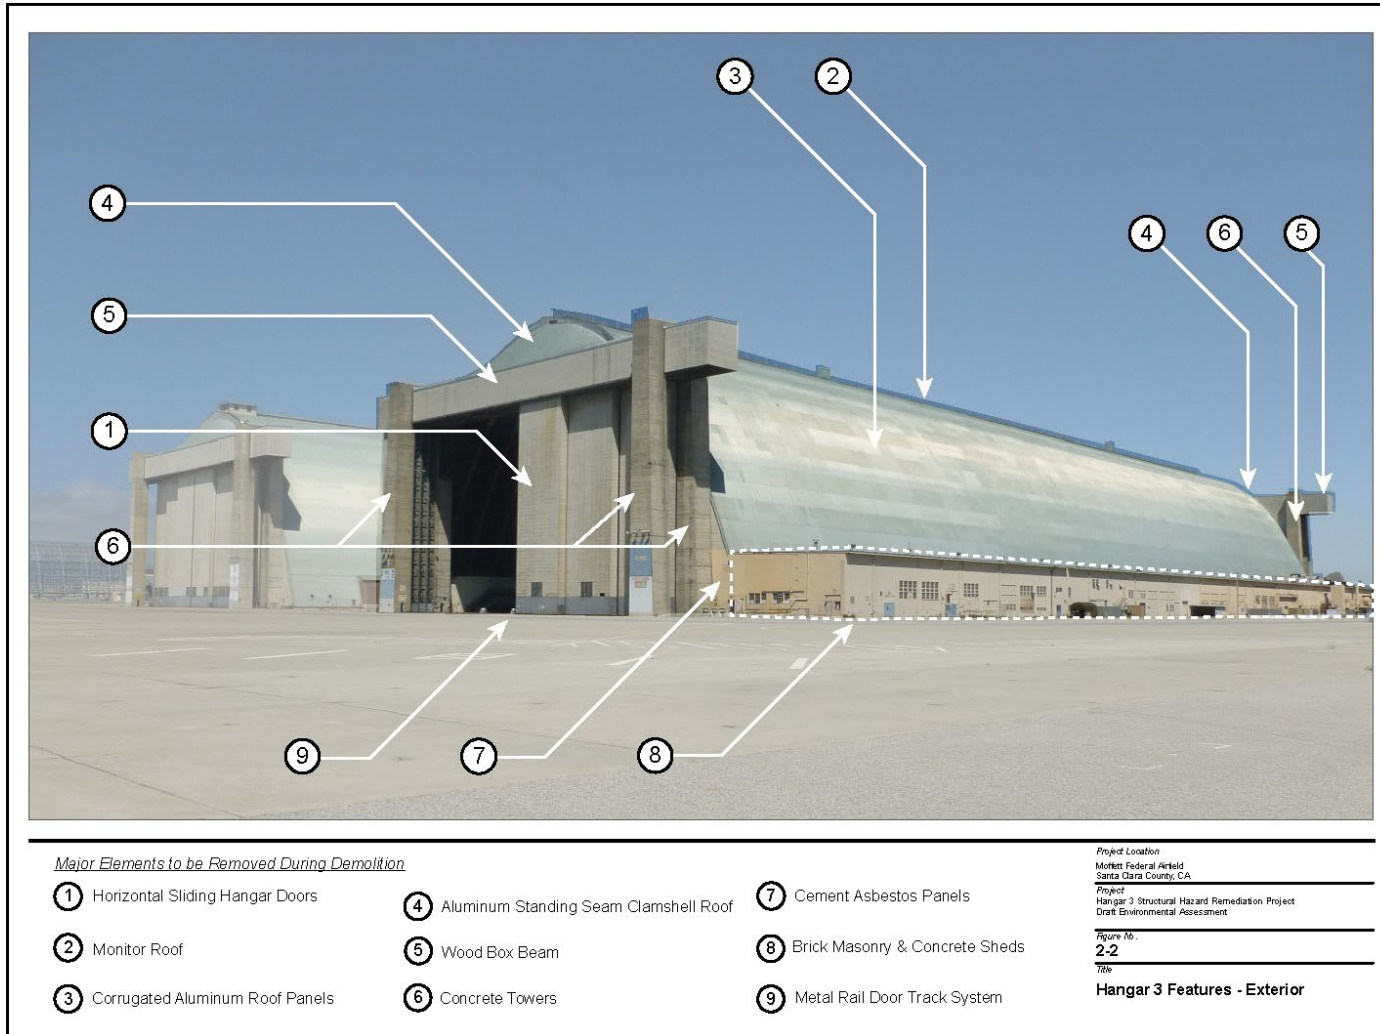 3
2
4
4
6
5
5
1
6
9
7
8
Major Elements to be Removed During Demolition
1 Horizontal Sliding Hangar Doors
2 Monitor Roof
3 Corrugated Aluminum Roof Panels
4 Aluminum Standing Seam Clamshell Roof
5 Wood Box Beam
6 Concrete Towers
7 Cement Asbestos Panels
8 Brick Masonry & Concrete Sheds
9 Metal Rail Door Track System
Project Location
Moffett Federal Airfield
Santa Clara County, CA
Project
Hangar 3 Structural Hazard Remediation Project
Draft Environmental Assessment
Figure No.
2-2
Title
Hangar 3 Features - Exterior